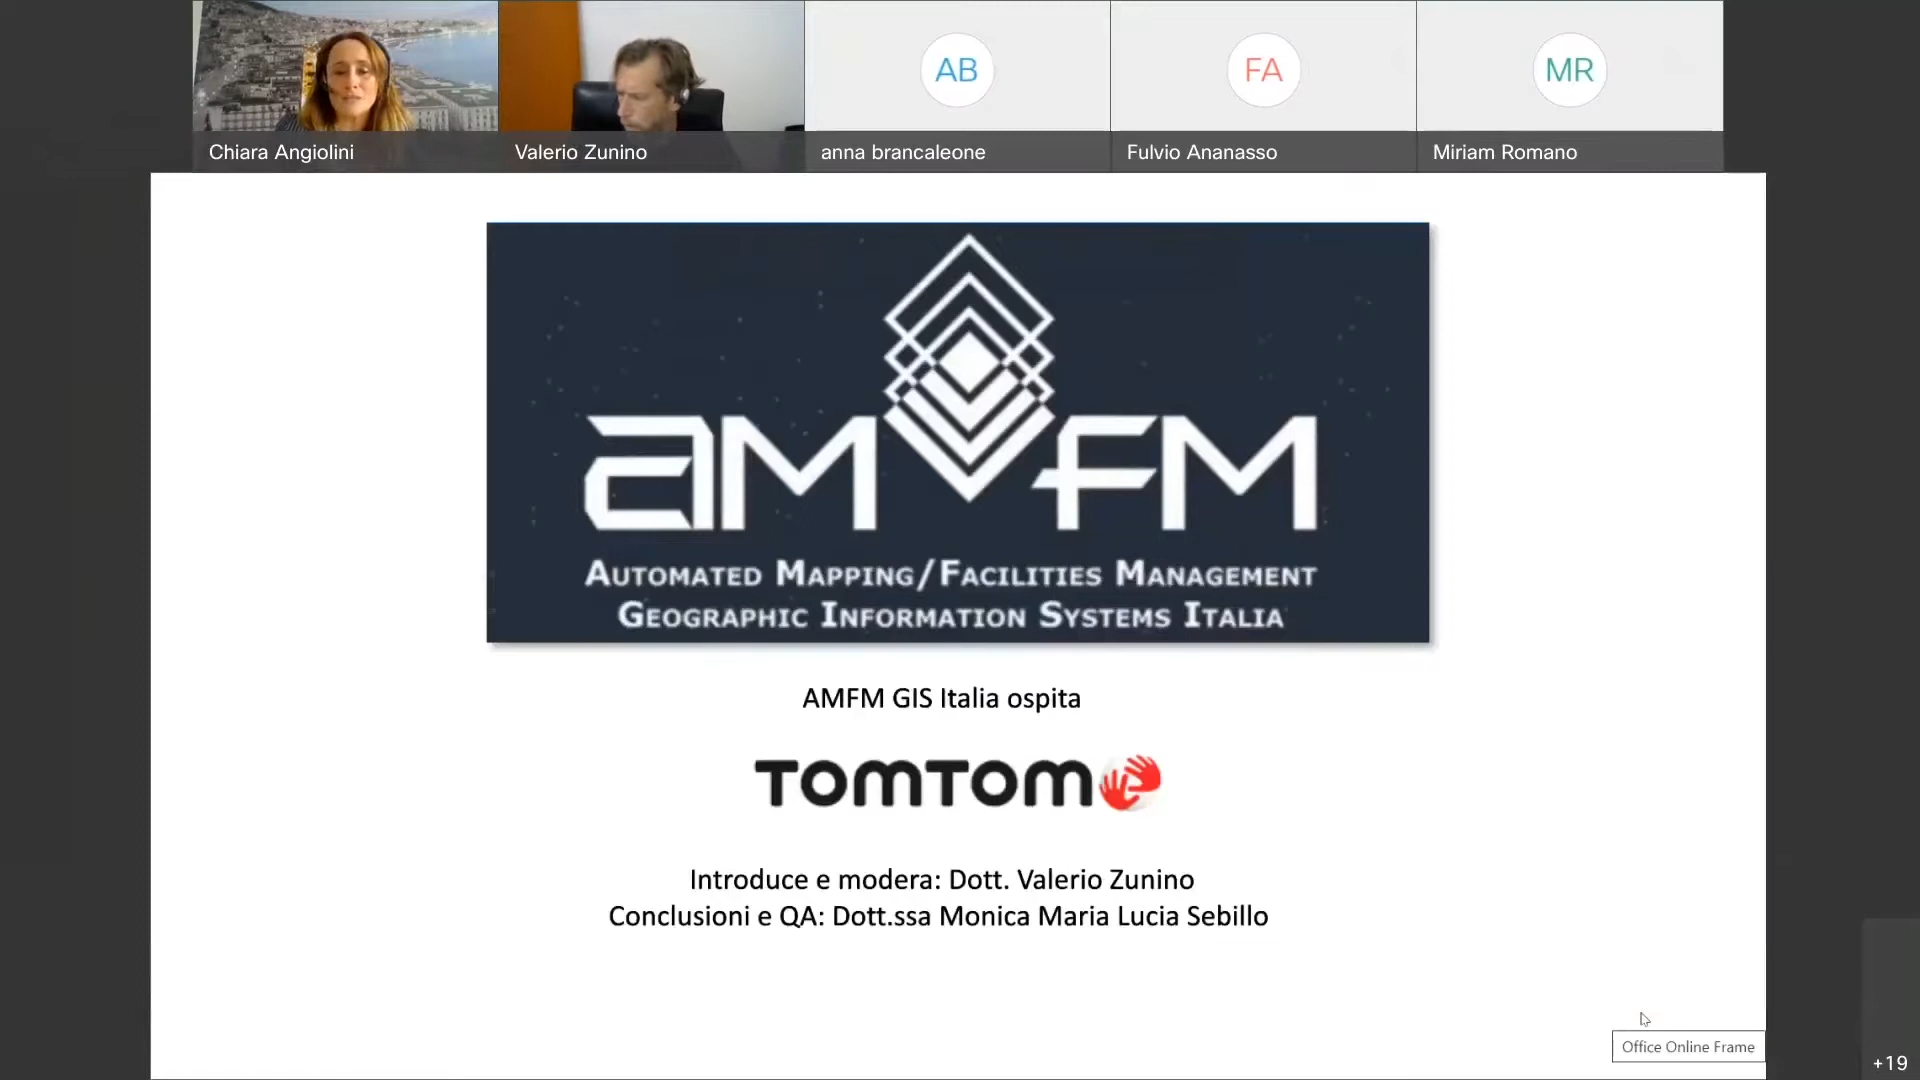 AB
FA
MR
Chiara Angiolini
Valerio Zunino
anna brancaleone
Fulvio Ananasso
Miriam Romano
aMFM
AUTOMATED MAPPING/FACILITIES MANAGEMENT
GEOGRAPHIC INFORMATION SYSTEMS ITALIA
AMFM GIS Italia ospita
TOMTOM
Introduce e modera: Dott. Valerio Zunino
Conclusioni e QA: Dott.ssa Monica Maria Lucia Sebillo
Office Online Frame
+19